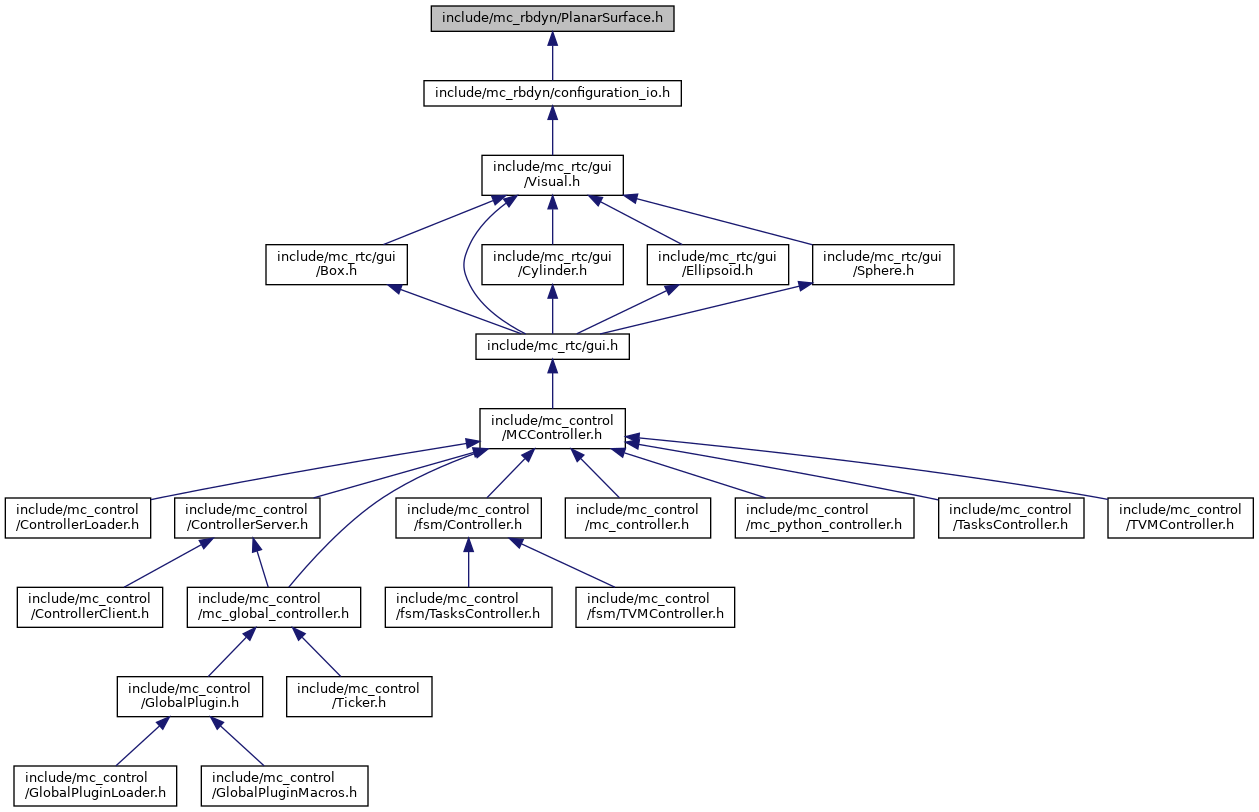 include/mc_rbdyn/PlanarSurface.h
include/mc_rbdyn/configuration_io.h
include/mc_rtc/gui
/Visual.h
include/mc_rtc/gui
/Box.h
include/mc_rtc/gui
/Cylinder.h
include/mc_rtc/gui
/Ellipsoid.h
include/mc_rtc/gui
/Sphere.h
include/mc_rtc/gui.h
include/mc_control
/MCController.h
include/mc_control
/ControllerLoader.h
include/mc_control
/ControllerServer.h
include/mc_control
/fsm/Controller.h
include/mc_control
/mc_controller.h
include/mc_control
/mc_python_controller.h
include/mc_control
/TasksController.h
include/mc_control
/TVMController.h
include/mc_control
/ControllerClient.h
include/mc_control
/mc_global_controller.h
include/mc_control
/fsm/TasksController.h
include/mc_control
/fsm/TVMController.h
include/mc_control
/GlobalPlugin.h
include/mc_control
/Ticker.h
include/mc_control
/GlobalPluginLoader.h
include/mc_control
/GlobalPluginMacros.h